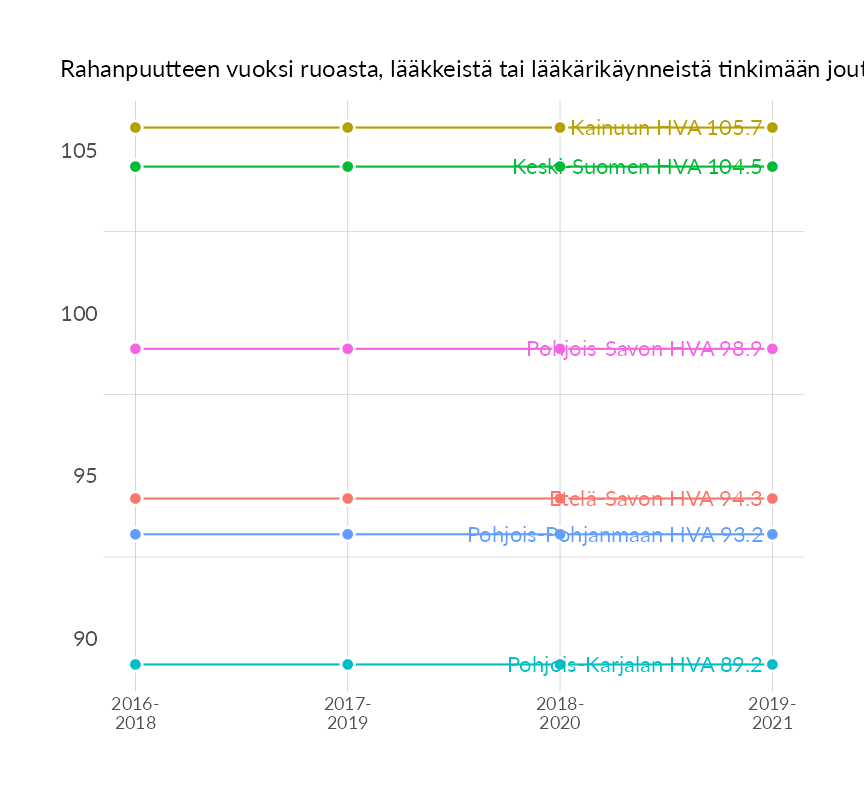 Rahanpuutteen vuoksi ruoasta, lääkkeistä tai lääkärikäynneistä tinkimään jout
Kainuun HVA 105.7
105
Keski-Suomen HVA 104.5
100
Pohjois-Savon HVA 98.9
95
Etelä-Savon HVA 94.3
Pohjois-Pohjanmaan HVA 93.2
90
Pohjois-Karjalan HVA 89.2
2016-
2018
2017-
2019
2018-
2020
2019-
2021